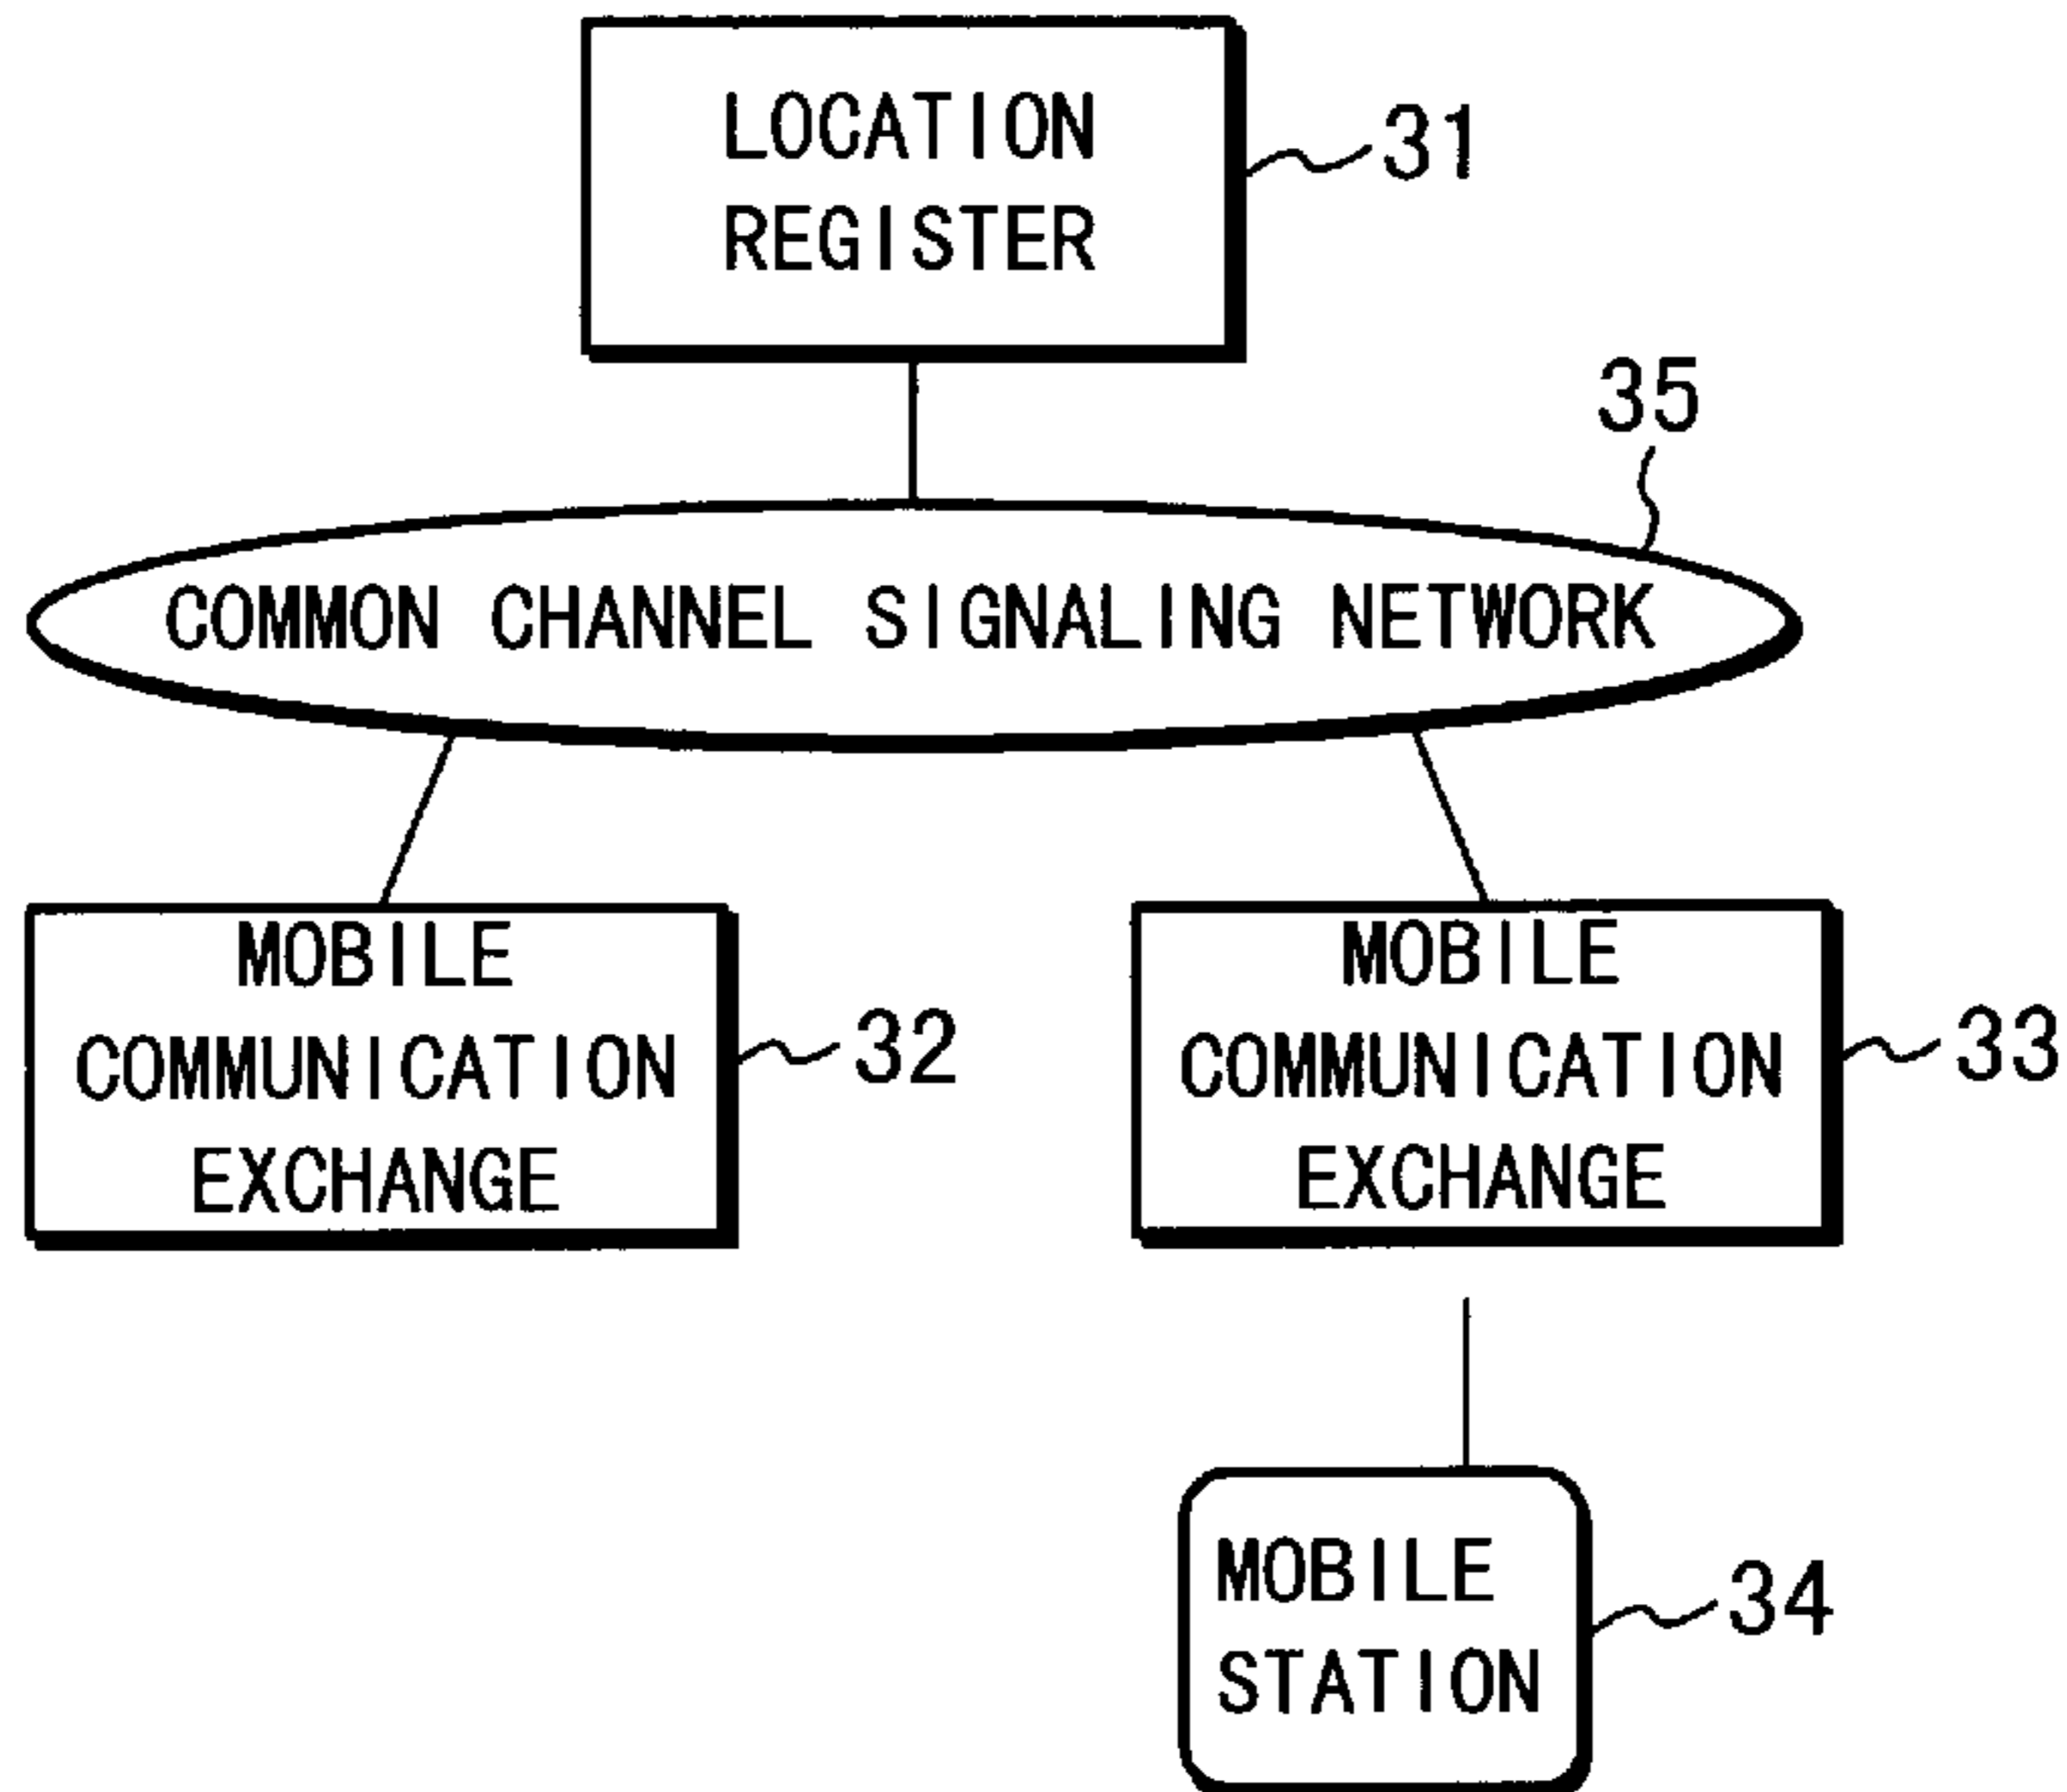 LOCATION
REGISTER
31
35
COMMON CHANNEL SIGNALING NETWORK
MOBILE
COMMUNICATION
EXCHANGE
32
MOBILE
COMMUNICATION
EXCHANGE
33
MOBILE
STATION
34